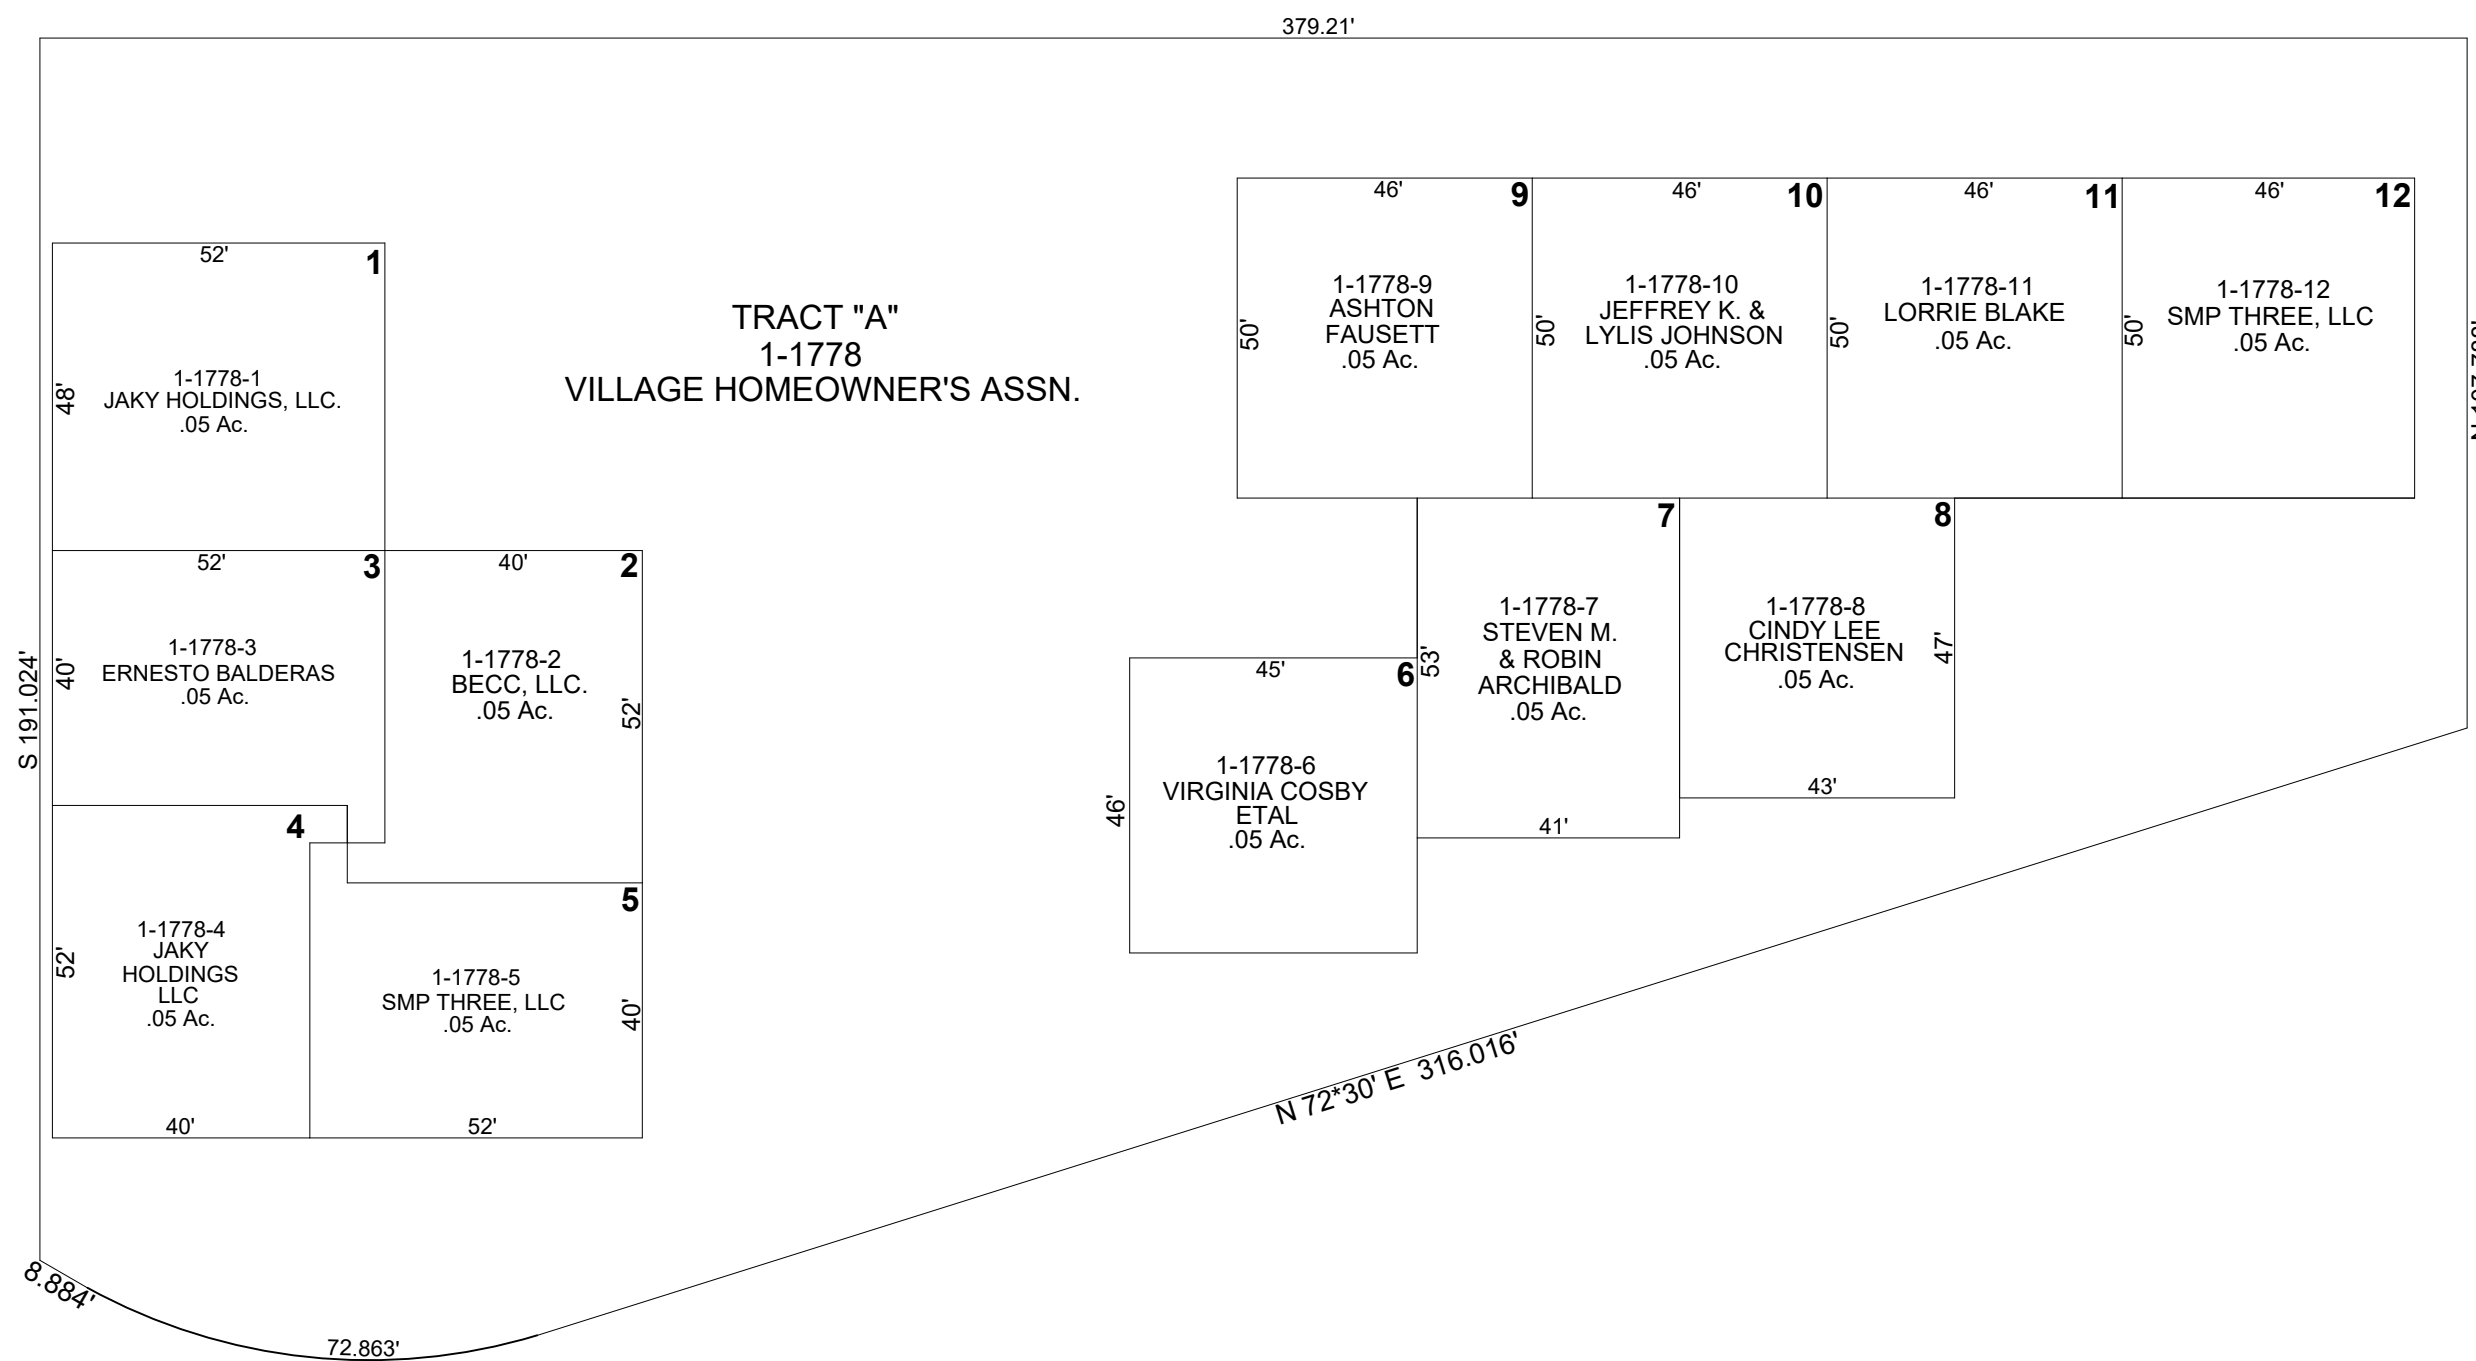 379.21'
TRACT "A"
1-1778
VILLAGE HOMEOWNER'S ASSN.
52'
1
48'
1-1778-1
JAKY HOLDINGS, LLC.
.05 Ac.
46'
9
50'
1-1778-9
ASHTON
FAUSETT
.05 Ac.
46'
10
50'
1-1778-10
JEFFREY K. &
LYLIS JOHNSON
.05 Ac.
46'
11
50'
1-1778-11
LORRIE BLAKE
.05 Ac.
46'
12
50'
1-1778-12
SMP THREE, LLC
.05 Ac.
52'
3
40'
1-1778-3
ERNESTO BALDERAS
.05 Ac.
40'
2
1-1778-2
BECC, LLC.
.05 Ac.
52'
S 191.024'
7
53'
1-1778-7
STEVEN M.
& ROBIN
ARCHIBALD
.05 Ac.
41'
8
1-1778-8
CINDY LEE
CHRISTENSEN
.05 Ac.
47'
43'
45'
6
46'
1-1778-6
VIRGINIA COSBY
ETAL
.05 Ac.
4
52'
1-1778-4
JAKY
HOLDINGS
LLC
.05 Ac.
40'
5
1-1778-5
SMP THREE, LLC
.05 Ac.
40'
52'
N 72*30' E 316.016'
8.884'
72.863'